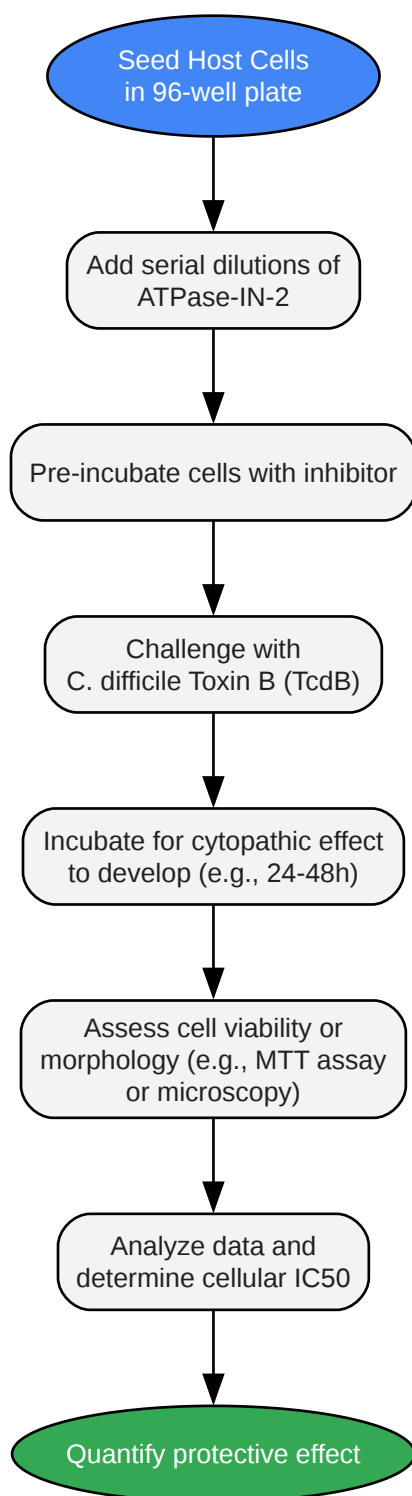 Seed Host Cells
in 96-well plate
Add serial dilutions of
ATPase-IN-2
Pre-incubate cells with inhibitor
Challenge with
C. difficile Toxin B (TcdB)
Incubate for cytopathic effect
to develop (e.g., 24-48h)
Assess cell viability or
morphology (e.g., MTT assay
or microscopy)
Analyze data and
determine cellular IC50
Quantify protective effect